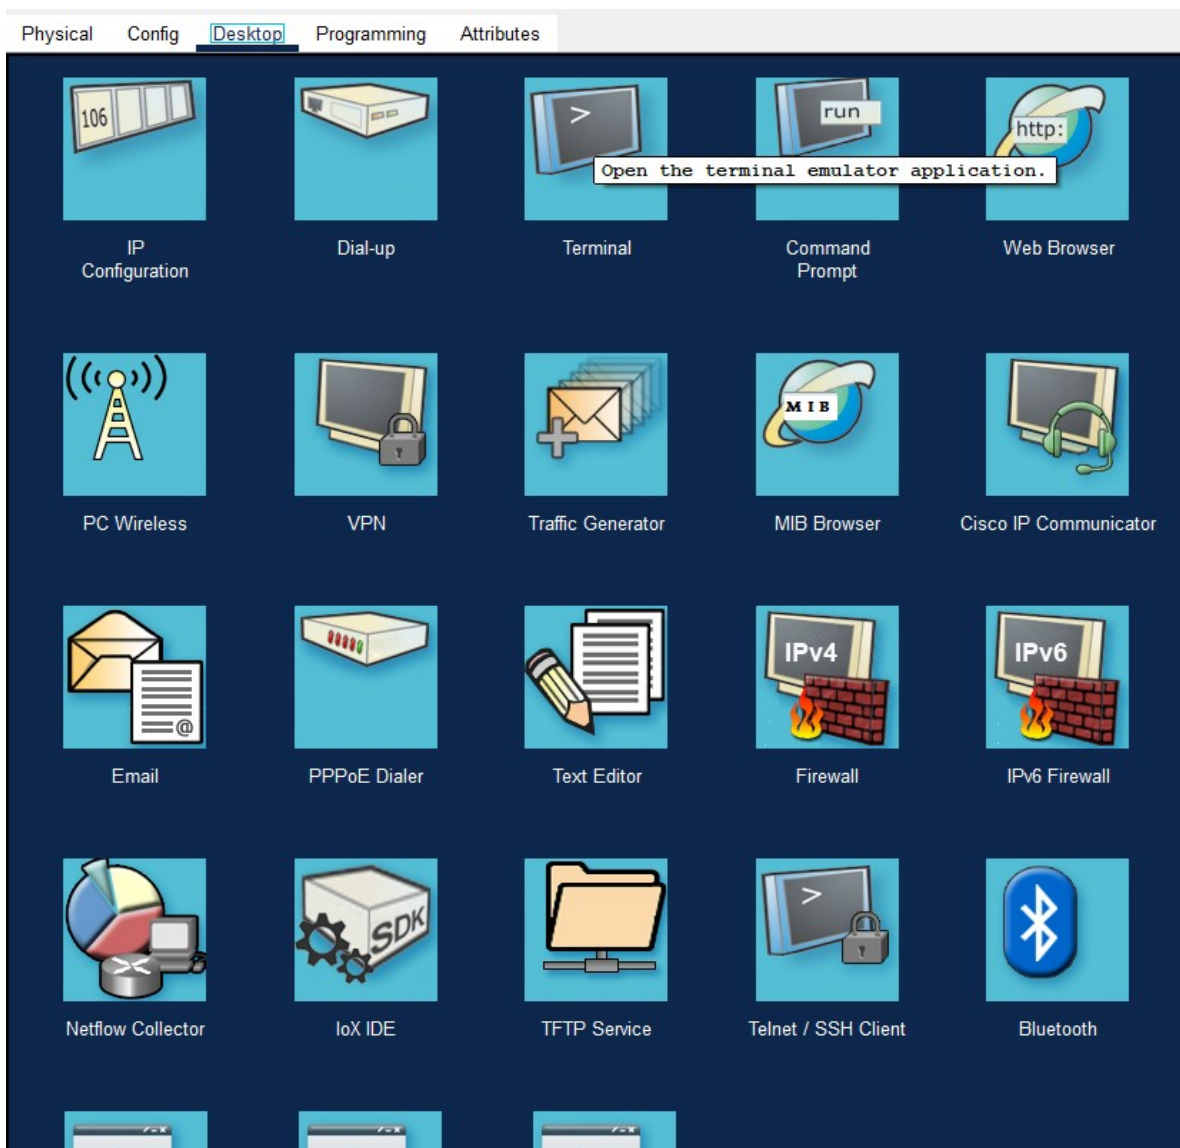 Physical Config Desktop Programming Attributes
106
>
run
http:
Open the terminal emulator application.
IP
Configuration
Dial-up
Terminal
Command
Prompt
Web Browser
MIB
PC Wireless
VPN
Traffic Generator
MIB Browser
Cisco IP Communicator
@
IPv4
IPv6
Email
PPPoE Dialer
Text Editor
Firewall
IPv6 Firewall
SDK
>
Netflow Collector
IoX IDE
TFTP Service
Telnet / SSH Client
Bluetooth